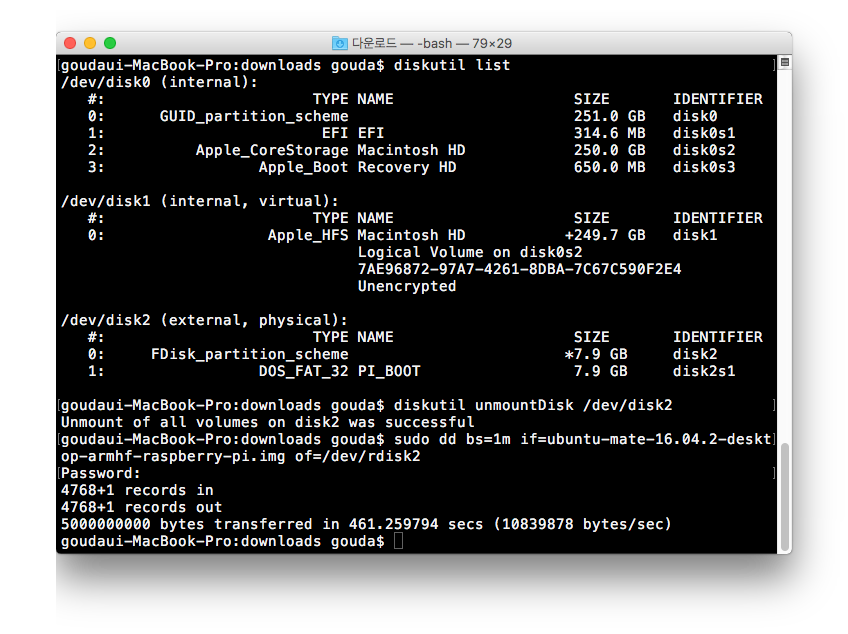 다운로드 — -bash — 79×29
goudaui-MacBook-Pro:downloads gouda$ diskutil list
/dev/disk0 (internal):
#: TYPE NAME SIZE IDENTIFIER
0: GUID_partition_scheme 251.0 GB disk0
1: EFI EFI 314.6 MB disk0s1
2: Apple_CoreStorage Macintosh HD 250.0 GB disk0s2
3: Apple_Boot Recovery HD 650.0 MB disk0s3
/dev/disk1 (internal, virtual):
#: TYPE NAME SIZE IDENTIFIER
0: Apple_HFS Macintosh HD +249.7 GB disk1
Logical Volume on disk0s2
7AE96872-97A7-4261-8DBA-7C67C590F2E4
Unencrypted
/dev/disk2 (external, physical):
#: TYPE NAME SIZE IDENTIFIER
0: FDisk_partition_scheme *7.9 GB disk2
1: DOS_FAT_32 PI_BOOT 7.9 GB disk2s1
goudaui-MacBook-Pro:downloads gouda$ diskutil unmountDisk /dev/disk2
Unmount of all volumes on disk2 was successful
goudaui-MacBook-Pro:downloads gouda$ sudo dd bs=1m if=ubuntu-mate-16.04.2-deskt
op-armhf-raspberry-pi.img of=/dev/rdisk2
Password:
4768+1 records in
4768+1 records out
5000000000 bytes transferred in 461.259794 secs (10839878 bytes/sec)
goudaui-MacBook-Pro:downloads gouda$